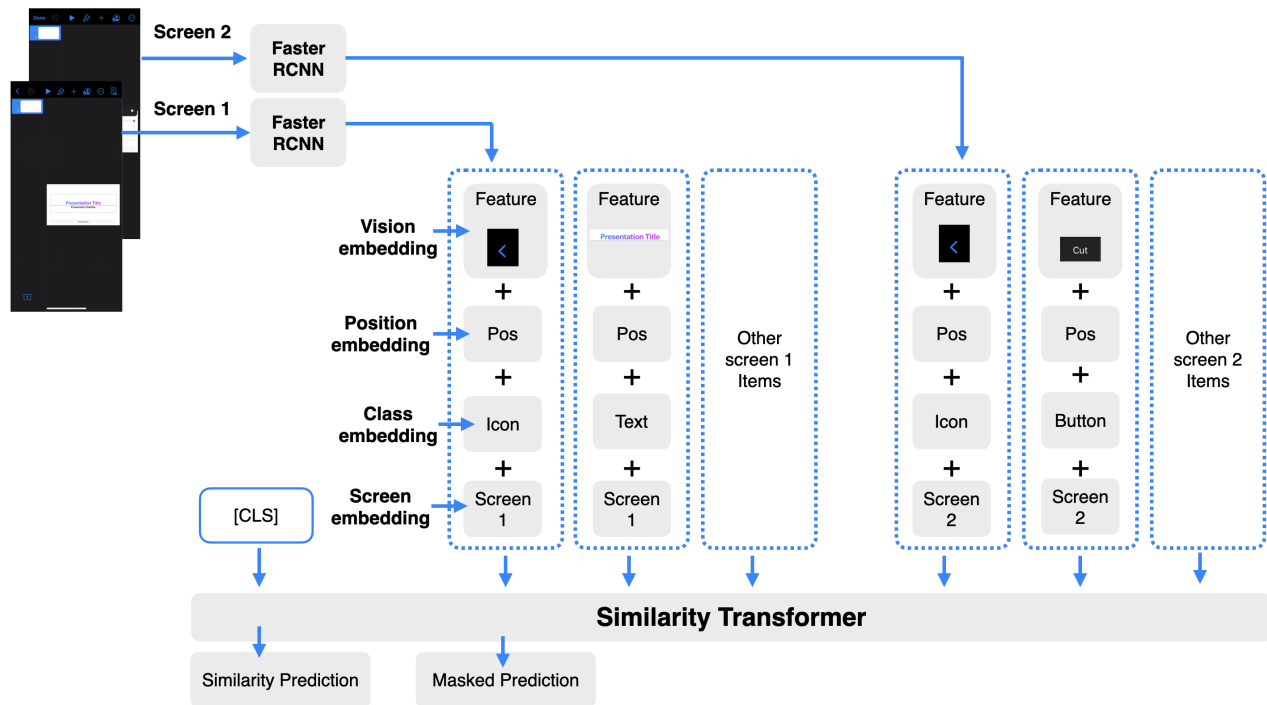 Done
Screen 2
Faster
RCNN
Screen 1
Faster
RCNN
Presentation Title
Vision
embedding
Position
embedding
Class
embedding
Screen
embedding
Feature
+
Pos
+
Icon
+
Screen
1
Feature
Presentation Title
+
Pos
+
Text
+
Screen
1
Other
screen 1
Items
Feature
+
Pos
+
Icon
+
Screen
2
Feature
Cut
+
Pos
+
Button
+
Screen
2
Other
screen 2
Items
[CLS]
Similarity Transformer
Similarity Prediction
Masked Prediction